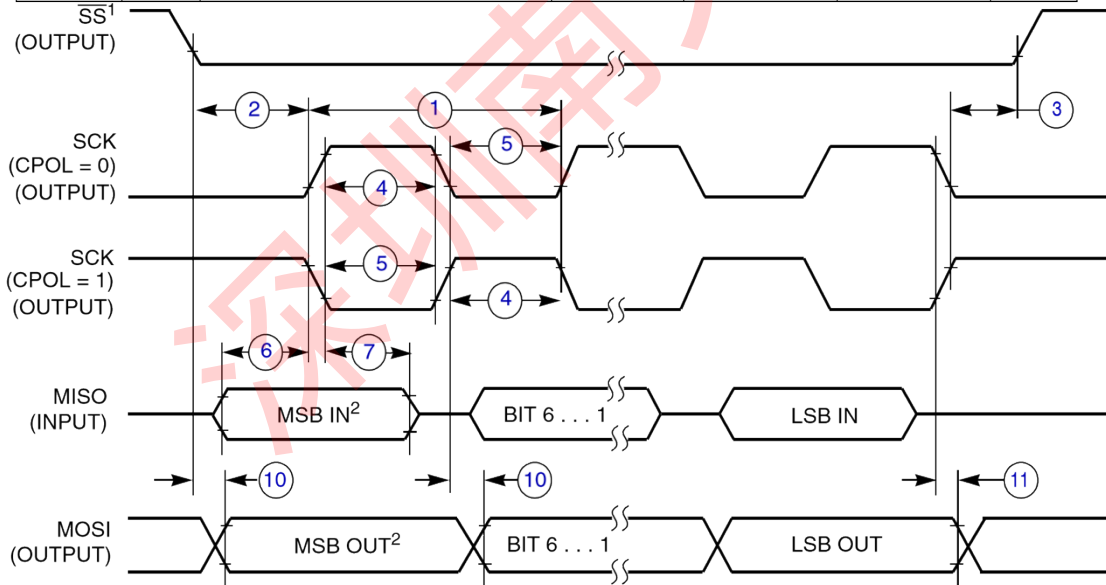 SS¹
(OUTPUT)
2
1
3
SCK
(CPOL = 0)
(OUTPUT)
5
4
SCK
(CPOL = 1)
(OUTPUT)
5
4
6
7
MISO
(INPUT)
MSB IN²
BIT 6 . . . 1
LSB IN
10
10
11
MOSI
(OUTPUT)
MSB OUT²
BIT 6 . . . 1
LSB OUT
深圳南